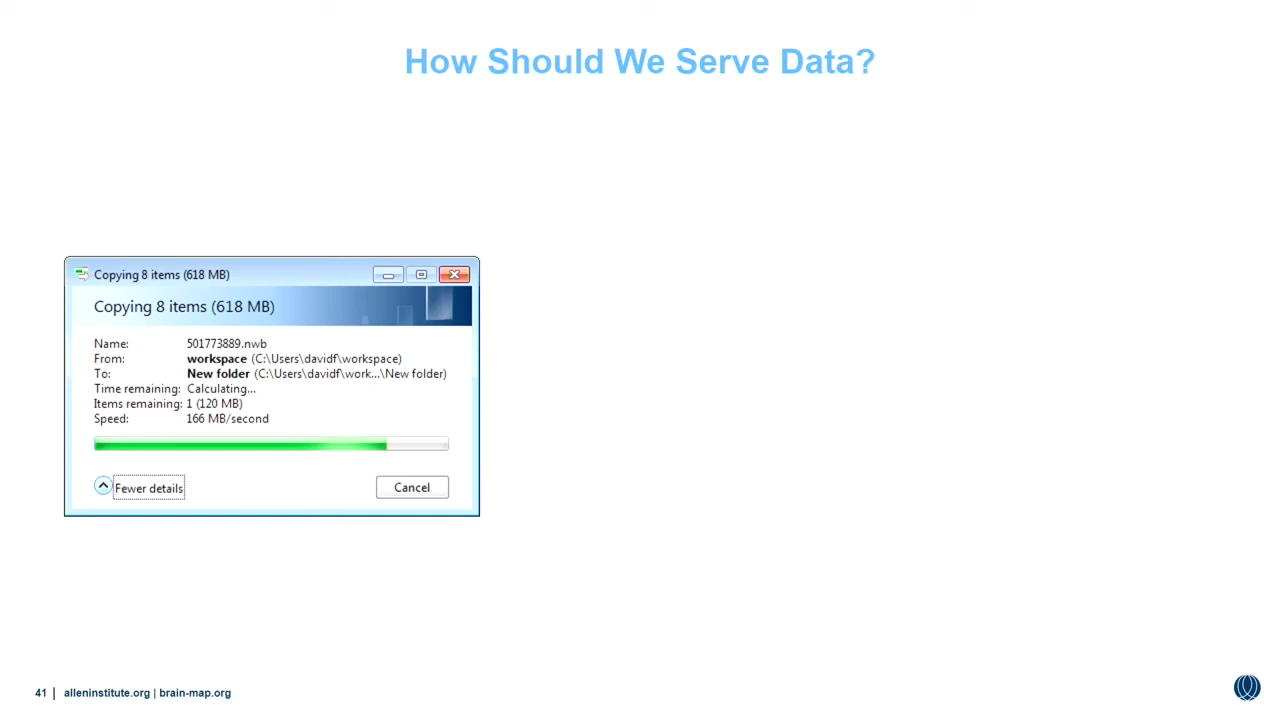 How Should We Serve Data?
Copying 8 items (618 MB)
Copying 8 items (618 MB)
Name: 501773889.nwb
From: workspace (C:\Users\davidf\workspace)
To: New folder (C:\Users\davidf\work...\New folder)
Time remaining: Calculating...
Items remaining: 1 (120 MB)
Speed: 166 MB/second
Fewer details
Cancel
41 | alleninstitute.org | brain-map.org